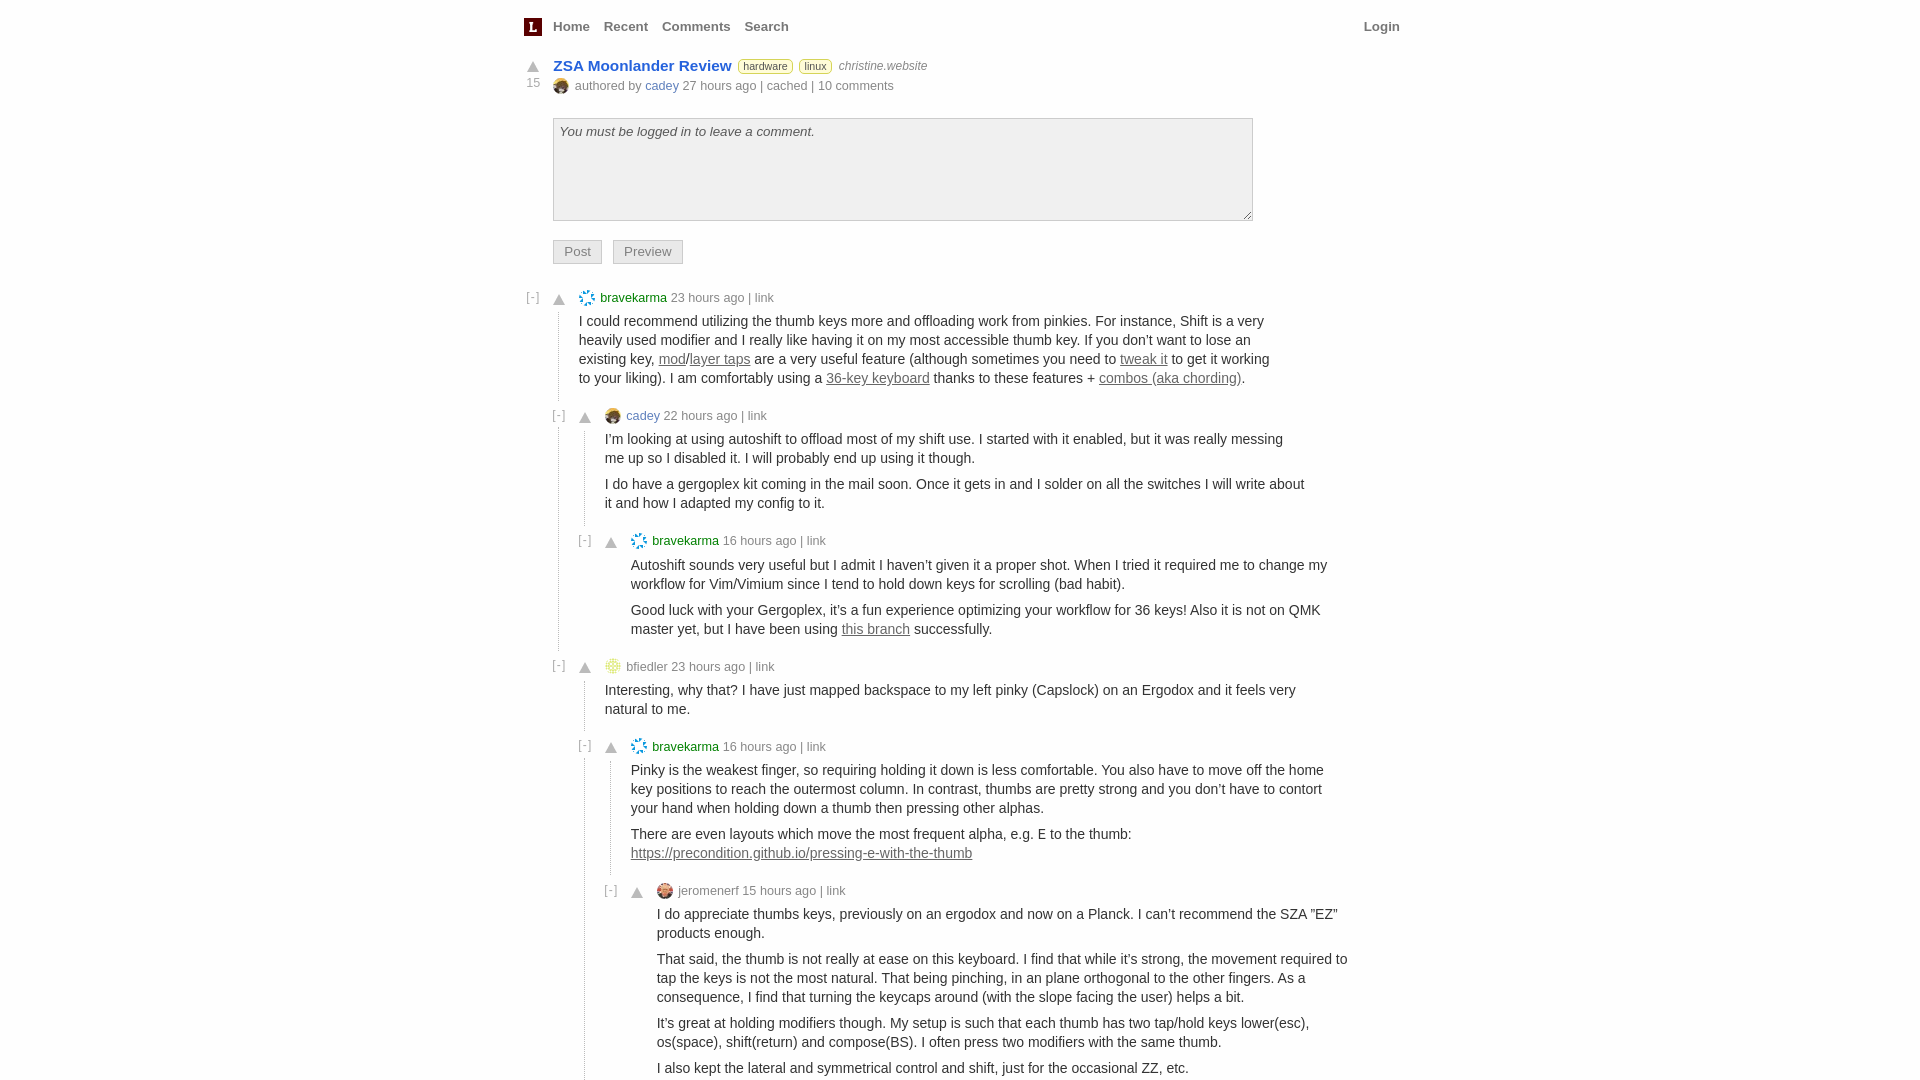 L Home Recent Comments Search Login
ZSA Moonlander Review hardware linux christine.website
15
authored by cadey 27 hours ago | cached | 10 comments
You must be logged in to leave a comment.
Post Preview
[-] bravekarma 23 hours ago | link
I could recommend utilizing the thumb keys more and offloading work from pinkies. For instance, Shift is a very
heavily used modifier and I really like having it on my most accessible thumb key. If you don’t want to lose an
existing key, mod/layer taps are a very useful feature (although sometimes you need to tweak it to get it working
to your liking). I am comfortably using a 36-key keyboard thanks to these features + combos (aka chording).
[-] cadey 22 hours ago | link
I’m looking at using autoshift to offload most of my shift use. I started with it enabled, but it was really messing
me up so I disabled it. I will probably end up using it though.
I do have a gergoplex kit coming in the mail soon. Once it gets in and I solder on all the switches I will write about
it and how I adapted my config to it.
[-] bravekarma 16 hours ago | link
Autoshift sounds very useful but I admit I haven’t given it a proper shot. When I tried it required me to change my
workflow for Vim/Vimium since I tend to hold down keys for scrolling (bad habit).
Good luck with your Gergoplex, it’s a fun experience optimizing your workflow for 36 keys! Also it is not on QMK
master yet, but I have been using this branch successfully.
[-] bfiedler 23 hours ago | link
Interesting, why that? I have just mapped backspace to my left pinky (Capslock) on an Ergodox and it feels very
natural to me.
[-] bravekarma 16 hours ago | link
Pinky is the weakest finger, so requiring holding it down is less comfortable. You also have to move off the home
key positions to reach the outermost column. In contrast, thumbs are pretty strong and you don’t have to contort
your hand when holding down a thumb then pressing other alphas.
There are even layouts which move the most frequent alpha, e.g. E to the thumb:
https://precondition.github.io/pressing-e-with-the-thumb
[-] jeromenerf 15 hours ago | link
I do appreciate thumbs keys, previously on an ergodox and now on a Planck. I can’t recommend the SZA ”EZ”
products enough.
That said, the thumb is not really at ease on this keyboard. I find that while it’s strong, the movement required to
tap the keys is not the most natural. That being pinching, in an plane orthogonal to the other fingers. As a
consequence, I find that turning the keycaps around (with the slope facing the user) helps a bit.
It’s great at holding modifiers though. My setup is such that each thumb has two tap/hold keys lower(esc),
os(space), shift(return) and compose(BS). I often press two modifiers with the same thumb.
I also kept the lateral and symmetrical control and shift, just for the occasional ZZ, etc.